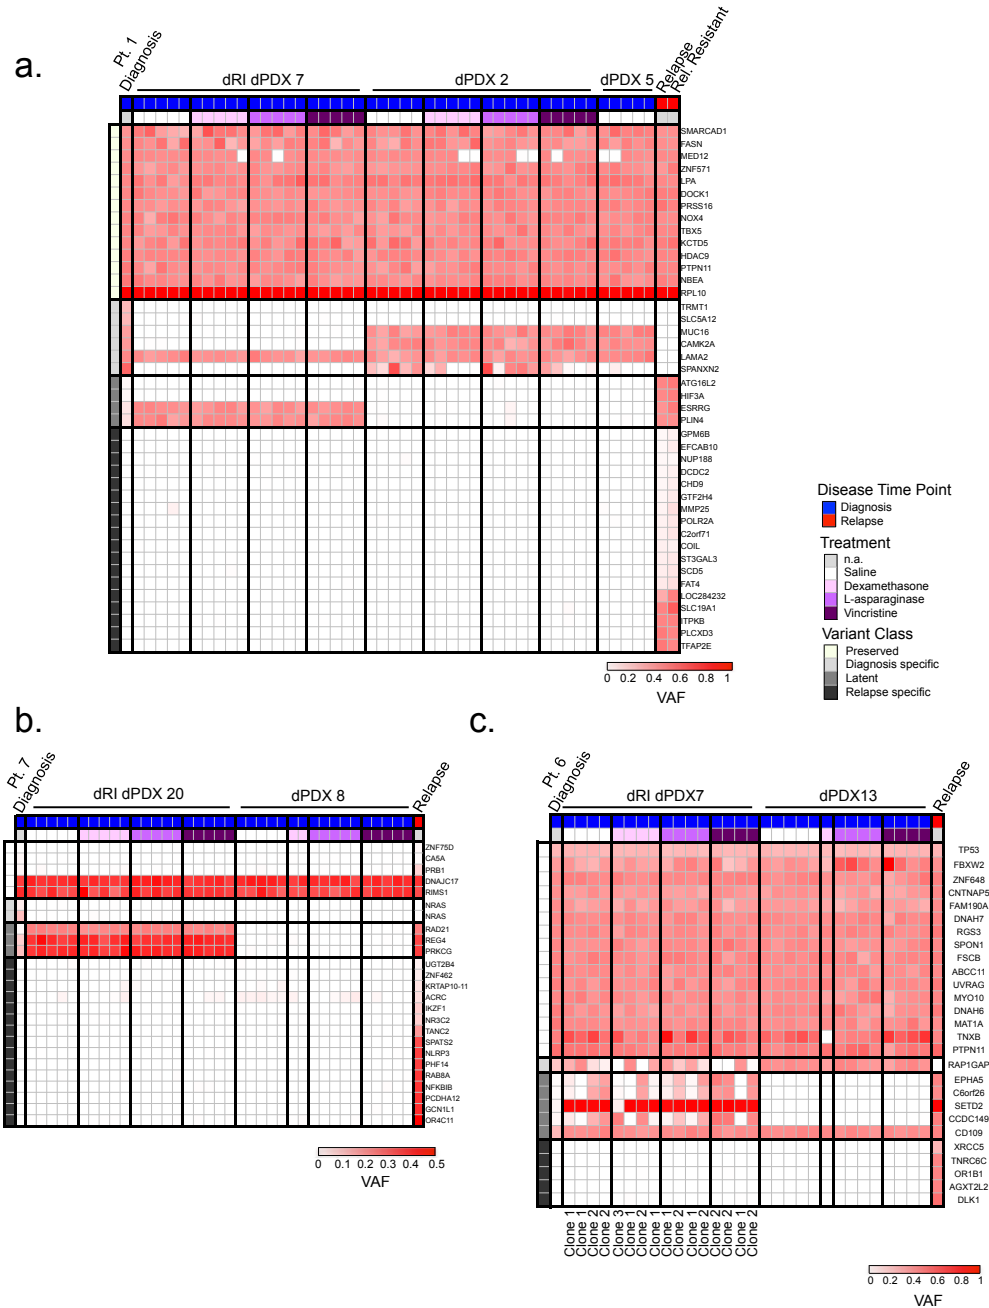 a.
Pt. 1
Diagnosis
dRI dPDX 7
dPDX 2
dPDX 5
Relapse
Rel. Resistant
SMARCAD1
FASN
MED12
ZNF571
LPA
DOCK1
PRSS16
NOX4
TBX5
KCTD5
HDAC9
PTPN11
NBEA
RPL10
TRMT1
SLC5A12
MUC16
CAMK2A
LAMA2
SPANXN2
ATG16L2
HIF3A
ESRRG
PLIN4
GPM6B
EFCAB10
NUP188
DCDC2
CHD9
GTF2H4
MMP25
POLR2A
C2orf71
COIL
ST3GAL3
SCD5
FAT4
LOC284232
SLC19A1
ITPKB
PLCXD3
TFAP2E
0 0.2 0.4 0.6 0.8 1
VAF
Disease Time Point
Diagnosis
Relapse
Treatment
n.a.
Saline
Dexamethasone
L-asparaginase
Vincristine
Variant Class
Preserved
Diagnosis specific
Latent
Relapse specific
b.
Pt. 7
Diagnosis
dRI dPDX 20
dPDX 8
Relapse
ZNF75D
CA5A
PRB1
DNAJC17
RIMS1
NRAS
NRAS
RAD21
REG4
PRKCG
UGT2B4
ZNF462
KRTAP10-11
ACRC
IKZF1
NR3C2
TANC2
SPATS2
NLRP3
PHF14
RAB8A
NFKBIB
PCDHA12
GCN1L1
OR4C11
0 0.1 0.2 0.3 0.4 0.5
VAF
c.
Pt. 6
Diagnosis
dRI dPDX7
dPDX13
Relapse
TP53
FBXW2
ZNF648
CNTNAP5
FAM190A
DNAH7
RGS3
SPON1
FSCB
ABCC11
UVRAG
MYO10
DNAH6
MAT1A
TNXB
PTPN11
RAP1GAP
EPHA5
C6orf26
SETD2
CCDC149
CD109
XRCC5
TNRC6C
OR1B1
AGXT2L2
DLK1
Clone 1
Clone 1
Clone 2
Clone 2
Clone 3
Clone 1
Clone 2
Clone 1
Clone 1
Clone 2
Clone 1
Clone 2
Clone 2
Clone 2
Clone 1
Clone 2
0 0.2 0.4 0.6 0.8 1
VAF